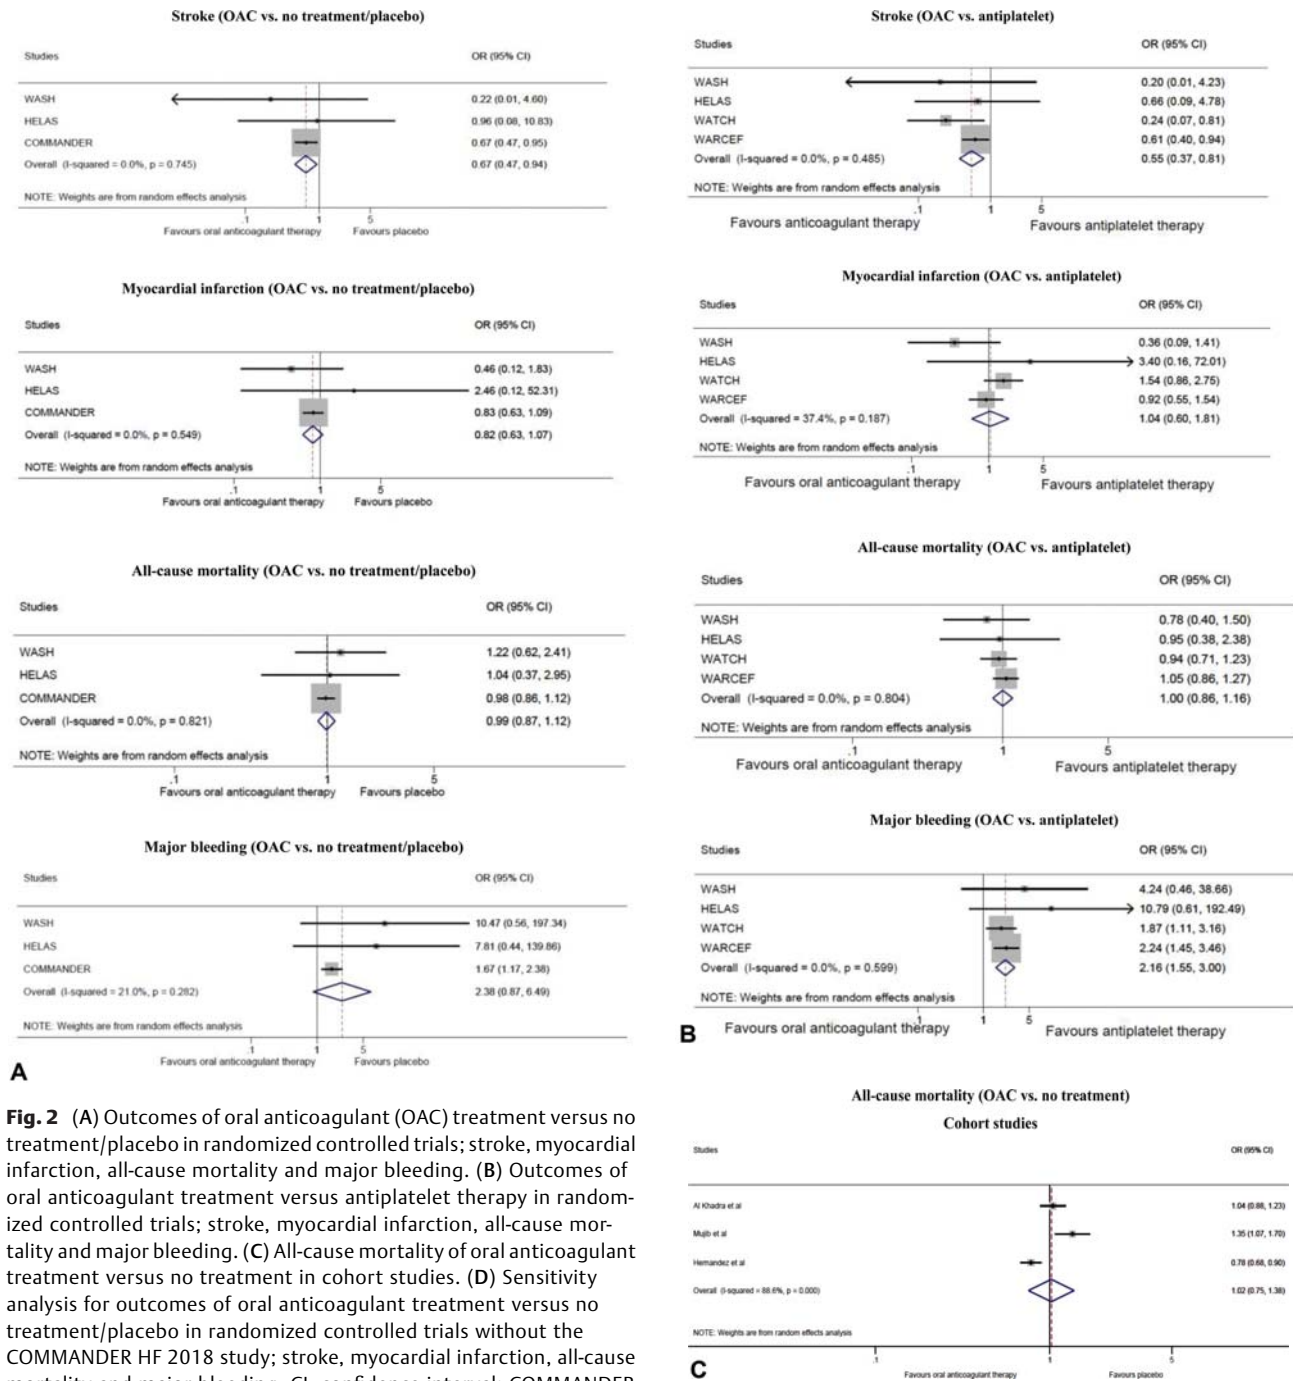 Stroke (OAC vs. no treatment/placebo)
Studies OR (95% CI)
WASH 0.22 (0.01, 4.60)
HELAS 0.96 (0.08, 10.83)
COMMANDER 0.67 (0.47, 0.95)
Overall (I-squared = 0.0%, p = 0.745) 0.67 (0.47, 0.94)
NOTE: Weights are from random effects analysis
.1 1 5
Favours oral anticoagulant therapy Favours placebo
Myocardial infarction (OAC vs. no treatment/placebo)
Studies OR (95% CI)
WASH 0.46 (0.12, 1.83)
HELAS 2.46 (0.12, 52.31)
COMMANDER 0.83 (0.63, 1.09)
Overall (I-squared = 0.0%, p = 0.549) 0.82 (0.63, 1.07)
NOTE: Weights are from random effects analysis
.1 1 5
Favours oral anticoagulant therapy Favours placebo
All-cause mortality (OAC vs. no treatment/placebo)
Studies OR (95% CI)
WASH 1.22 (0.62, 2.41)
HELAS 1.04 (0.37, 2.95)
COMMANDER 0.98 (0.86, 1.12)
Overall (I-squared = 0.0%, p = 0.821) 0.99 (0.87, 1.12)
NOTE: Weights are from random effects analysis
.1 1 5
Favours oral anticoagulant therapy Favours placebo
Major bleeding (OAC vs. no treatment/placebo)
Studies OR (95% CI)
WASH 10.47 (0.56, 197.34)
HELAS 7.81 (0.44, 139.86)
COMMANDER 1.67 (1.17, 2.38)
Overall (I-squared = 21.0%, p = 0.282) 2.38 (0.87, 6.49)
NOTE: Weights are from random effects analysis
.1 1 5
Favours oral anticoagulant therapy Favours placebo
A
Fig. 2 (A) Outcomes of oral anticoagulant (OAC) treatment versus no
treatment/placebo in randomized controlled trials; stroke, myocardial
infarction, all-cause mortality and major bleeding. (B) Outcomes of
oral anticoagulant treatment versus antiplatelet therapy in random-
ized controlled trials; stroke, myocardial infarction, all-cause mor-
tality and major bleeding. (C) All-cause mortality of oral anticoagulant
treatment versus no treatment in cohort studies. (D) Sensitivity
analysis for outcomes of oral anticoagulant treatment versus no
treatment/placebo in randomized controlled trials without the
COMMANDER HF 2018 study; stroke, myocardial infarction, all-cause
mortality and major bleeding. CI, confidence interval; COMMANDER
Stroke (OAC vs. antiplatelet)
Studies OR (95% CI)
WASH 0.20 (0.01, 4.23)
HELAS 0.66 (0.09, 4.78)
WATCH 0.24 (0.07, 0.81)
WARCEF 0.61 (0.40, 0.94)
Overall (I-squared = 0.0%, p = 0.485) 0.55 (0.37, 0.81)
NOTE: Weights are from random effects analysis
.1 1 5
Favours anticoagulant therapy Favours antiplatelet therapy
Myocardial infarction (OAC vs. antiplatelet)
Studies OR (95% CI)
WASH 0.36 (0.09, 1.41)
HELAS 3.40 (0.16, 72.01)
WATCH 1.54 (0.86, 2.75)
WARCEF 0.92 (0.55, 1.54)
Overall (I-squared = 37.4%, p = 0.187) 1.04 (0.60, 1.81)
NOTE: Weights are from random effects analysis
.1 1 5
Favours oral anticoagulant therapy Favours antiplatelet therapy
All-cause mortality (OAC vs. antiplatelet)
Studies OR (95% CI)
WASH 0.78 (0.40, 1.50)
HELAS 0.95 (0.38, 2.38)
WATCH 0.94 (0.71, 1.23)
WARCEF 1.05 (0.86, 1.27)
Overall (I-squared = 0.0%, p = 0.804) 1.00 (0.86, 1.16)
NOTE: Weights are from random effects analysis
.1 1 5
Favours oral anticoagulant therapy Favours antiplatelet therapy
Major bleeding (OAC vs. antiplatelet)
Studies OR (95% CI)
WASH 4.24 (0.46, 38.66)
HELAS 10.79 (0.61, 192.49)
WATCH 1.87 (1.11, 3.16)
WARCEF 2.24 (1.45, 3.46)
Overall (I-squared = 0.0%, p = 0.599) 2.16 (1.55, 3.00)
NOTE: Weights are from random effects analysis
.1 1 5
Favours oral anticoagulant therapy Favours antiplatelet therapy
B
All-cause mortality (OAC vs. no treatment)
Cohort studies
Studies OR (95% CI)
Al Khadra et al 1.04 (0.88, 1.23)
Mujib et al 1.35 (1.07, 1.70)
Hernandez et al 0.78 (0.68, 0.90)
Overall (I-squared = 88.6%, p = 0.000) 1.02 (0.75, 1.38)
NOTE: Weights are from random effects analysis
.1 1 5
Favours oral anticoagulant therapy Favours placebo
C